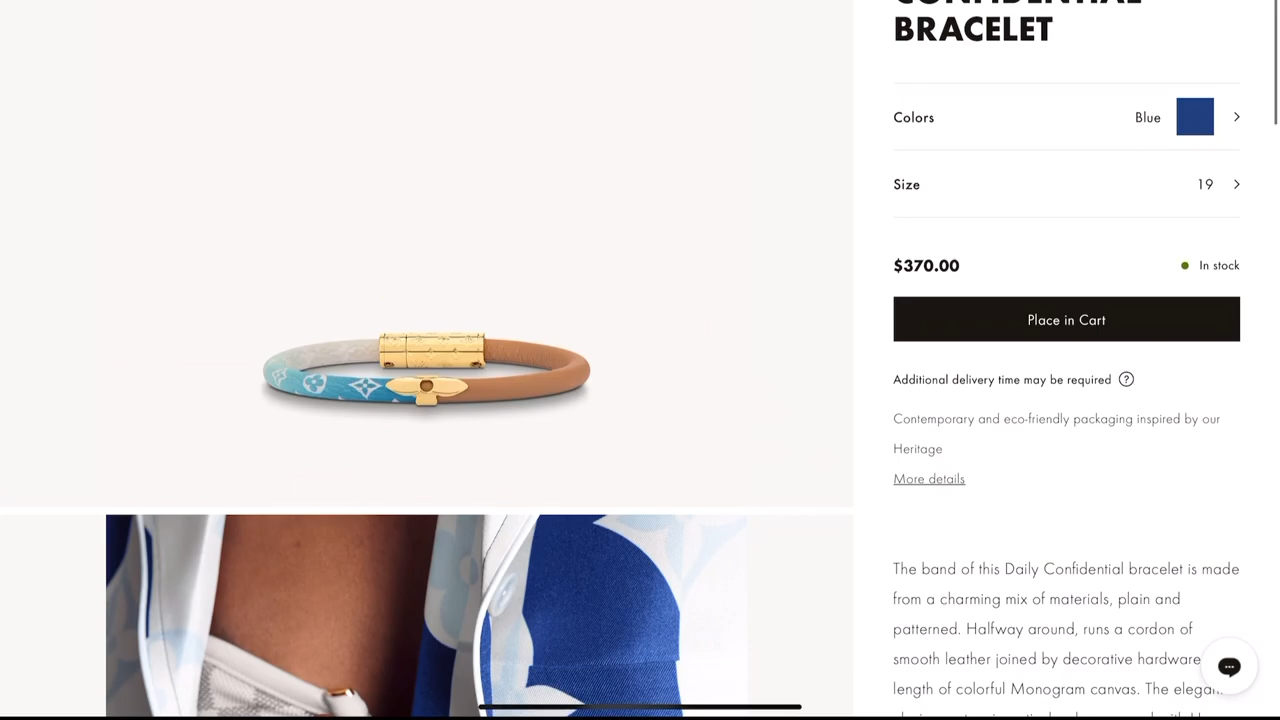 CONFIDENTIAL
BRACELET
Colors
Blue
Size
19
$370.00
In stock
Place in Cart
Additional delivery time may be required ?
Contemporary and eco-friendly packaging inspired by our
Heritage
More details
The band of this Daily Confidential bracelet is made
from a charming mix of materials, plain and
patterned. Halfway around, runs a cordon of
smooth leather joined by decorative hardware
length of colorful Monogram canvas. The